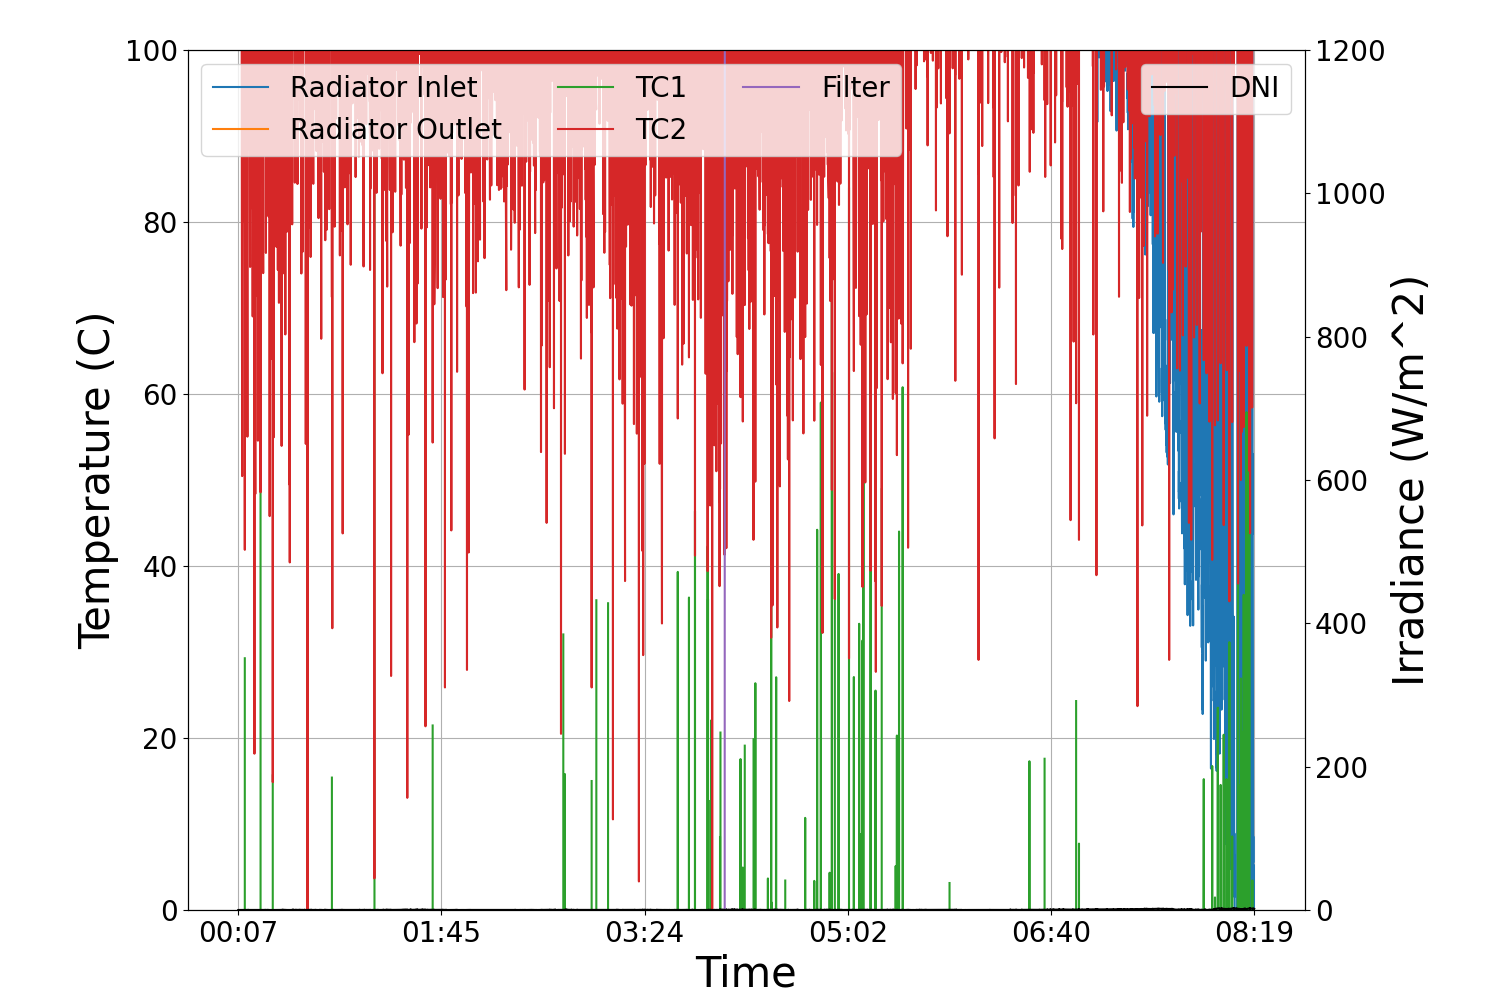 100
80
60
40
20
0
Temperature (C)
Radiator Inlet
Radiator Outlet
TC1
TC2
Filter
DNI
1200
1000
800
600
400
200
0
Irradiance (W/m^2)
00:07 01:45 03:24 05:02 06:40 08:19
Time